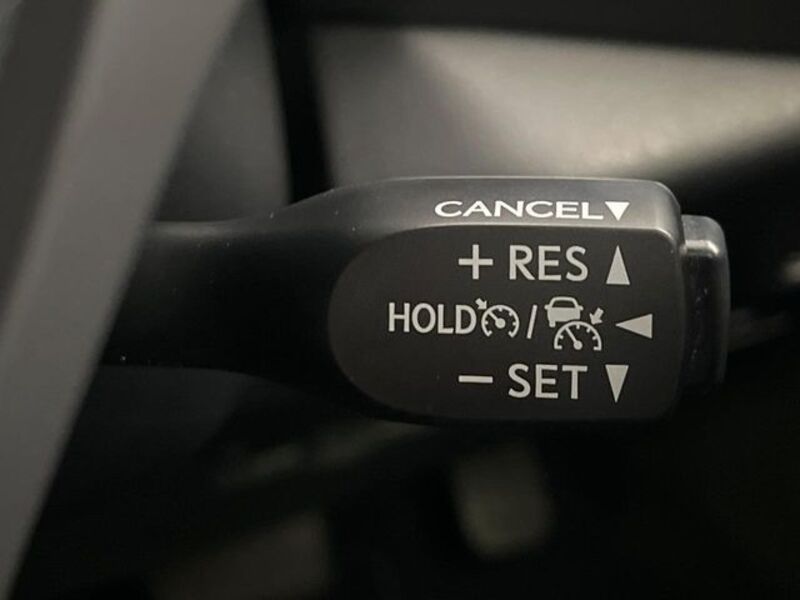 CANCEL▼
+ RES ▲
HOLD / ◀
− SET ▼